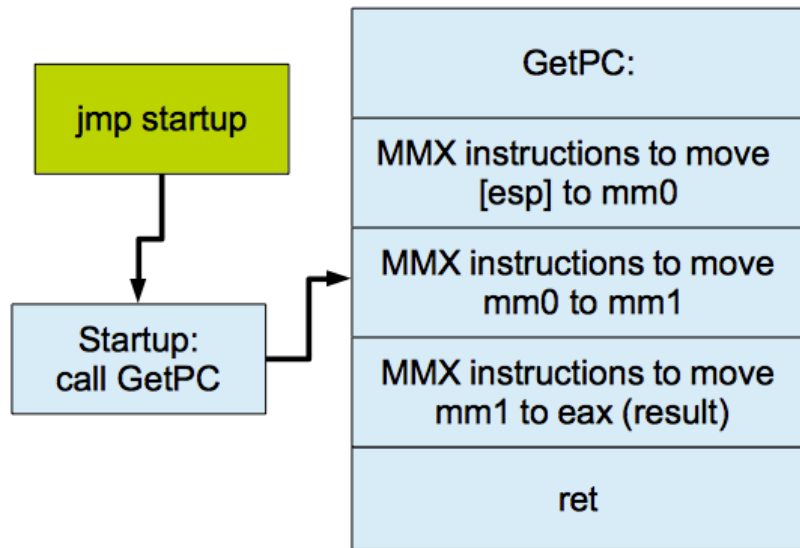 jmp startup
Startup:
call GetPC
GetPC:
MMX instructions to move
[esp] to mm0
MMX instructions to move
mm0 to mm1
MMX instructions to move
mm1 to eax (result)
ret